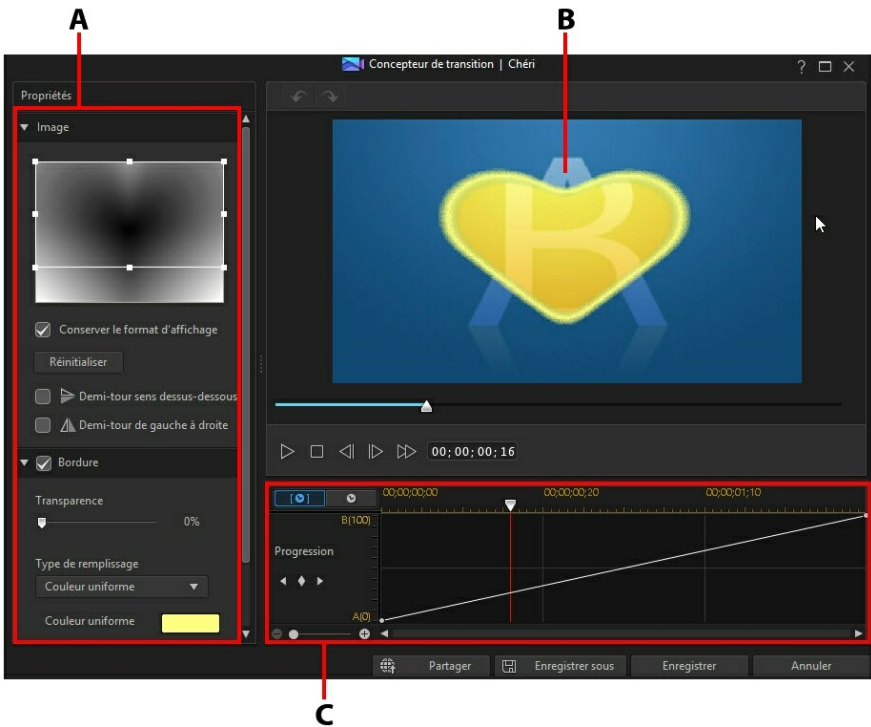 A
B
Concepteur de transition | Chéri
?
Propriétés
Image
Conserver le format d'affichage
Réinitialiser
Demi-tour sens dessus-dessous
Demi-tour de gauche à droite
Bordure
Transparence
0%
Type de remplissage
Couleur uniforme
Couleur uniforme
A
B
00;00;00;16
00;00;00;00
00;00;00;20
00;00;01;10
B(100)
Progression
A(0)
Partager
Enregistrer sous
Enregistrer
Annuler
C